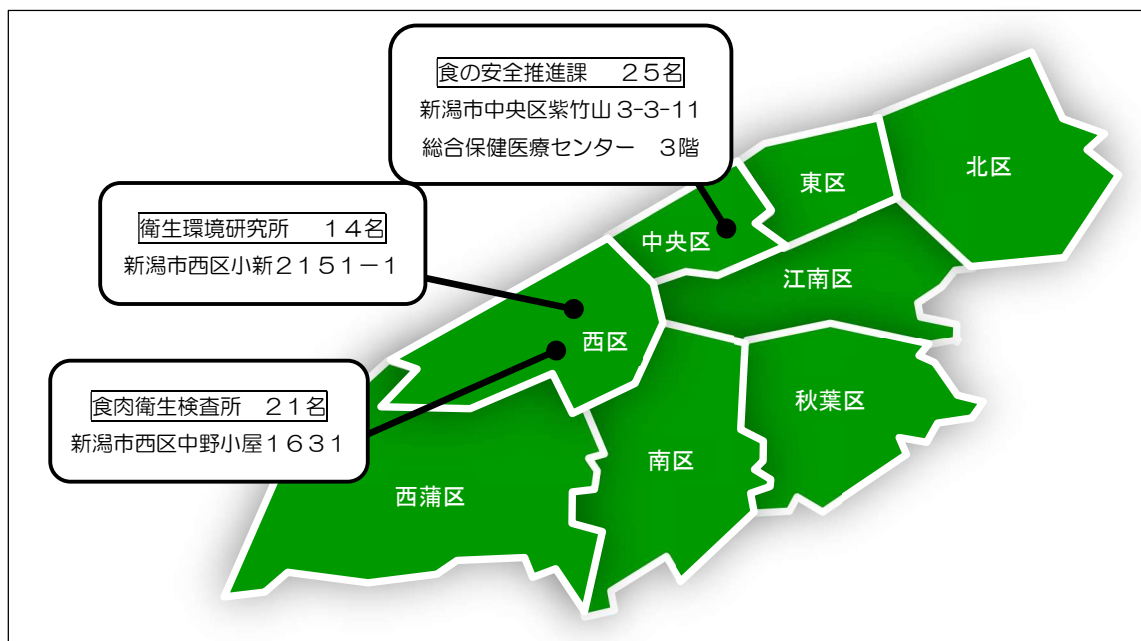 食の安全推進課　２５名
新潟市中央区紫竹山 3-3-11
総合保健医療センター　３階
衛生環境研究所　１４名
新潟市西区小新２１５１－１
食肉衛生検査所　２１名
新潟市西区中野小屋１６３１
北区
東区
中央区
江南区
西区
秋葉区
南区
西蒲区